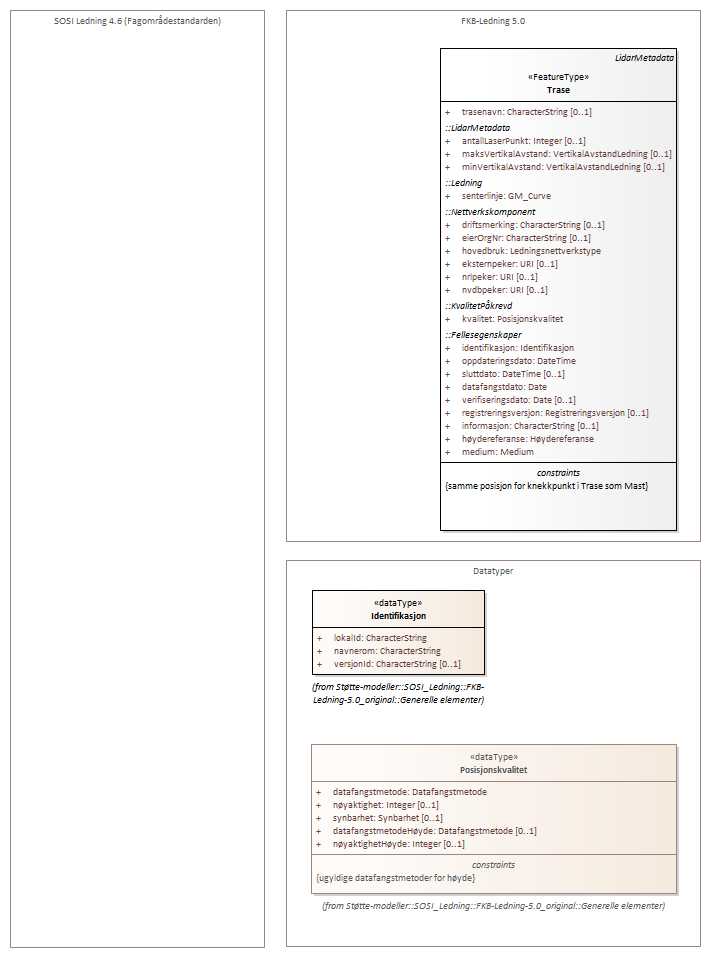 SOSI Ledning 4.6 (Fagområdestandarden)
FKB-Ledning 5.0
LidarMetadata
«FeatureType»
Trase
+ trasenavn: CharacterString [0..1]
::LidarMetadata
+ antallLaserPunkt: Integer [0..1]
+ maksVertikalAvstand: VertikalAvstandLedning [0..1]
+ minVertikalAvstand: VertikalAvstandLedning [0..1]
::Ledning
+ senterlinje: GM_Curve
::Nettverkskomponent
+ driftsmerking: CharacterString [0..1]
+ eierOrgNr: CharacterString [0..1]
+ hovedbruk: Ledningsnettverkstype
+ eksternpeker: URI [0..1]
+ nrlpeker: URI [0..1]
+ nvdbpeker: URI [0..1]
::KvalitetPåkrevd
+ kvalitet: Posisjonskvalitet
::Fellesegenskaper
+ identifikasjon: Identifikasjon
+ oppdateringsdato: DateTime
+ sluttdato: DateTime [0..1]
+ datafangstdato: Date
+ verifiseringsdato: Date [0..1]
+ registreringsversjon: Registreringsversjon [0..1]
+ informasjon: CharacterString [0..1]
+ høydereferanse: Høydereferanse
+ medium: Medium
constraints
{samme posisjon for knekkpunkt i Trase som Mast}
Datatyper
«dataType»
Identifikasjon
+ lokalId: CharacterString
+ navnerom: CharacterString
+ versjonId: CharacterString [0..1]
(from Støtte-modeller::SOSI_Ledning::FKB-
Ledning-5.0_original::Generelle elementer)
«dataType»
Posisjonskvalitet
+ datafangstmetode: Datafangstmetode
+ nøyaktighet: Integer [0..1]
+ synbarhet: Synbarhet [0..1]
+ datafangstmetodeHøyde: Datafangstmetode [0..1]
+ nøyaktighetHøyde: Integer [0..1]
constraints
{ugyldige datafangstmetoder for høyde}
(from Støtte-modeller::SOSI_Ledning::FKB-Ledning-5.0_original::Generelle elementer)